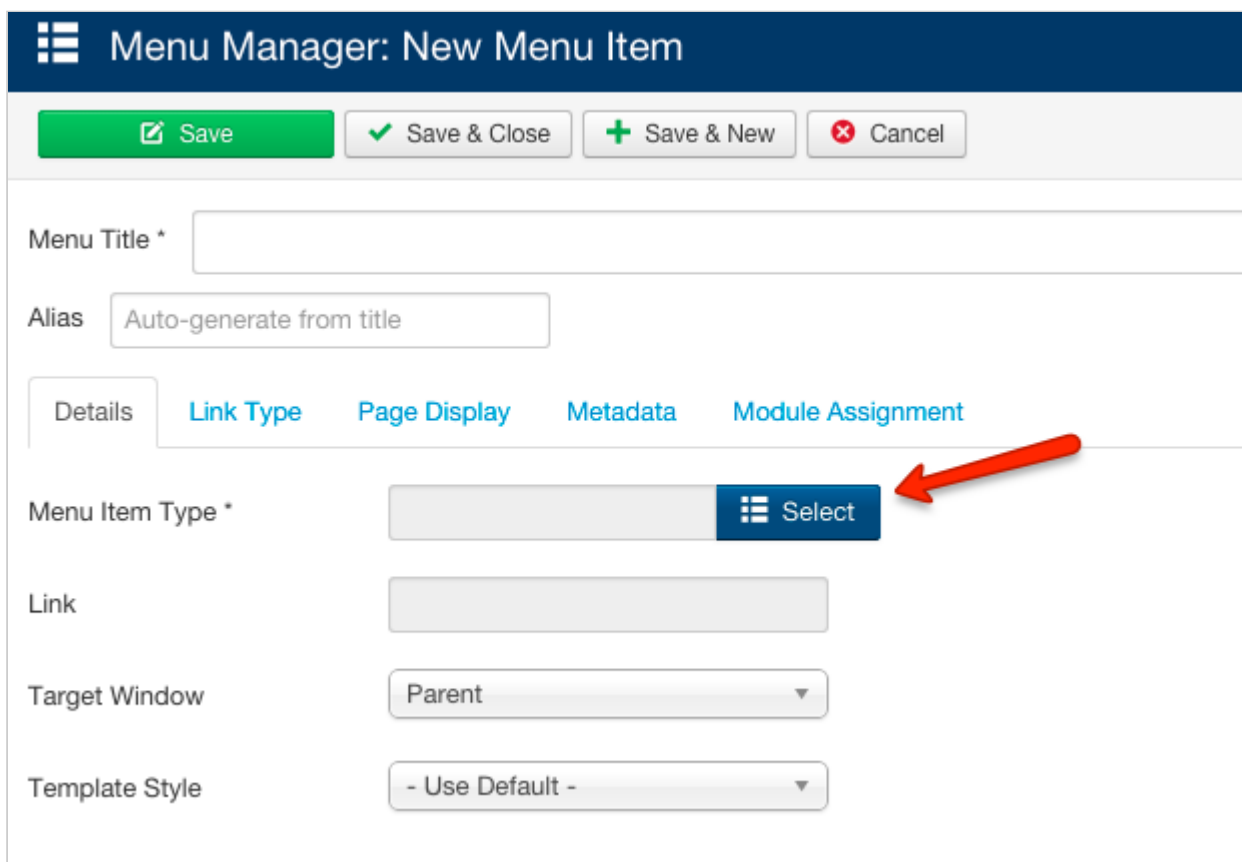 Menu Manager: New Menu Item
Save Save & Close Save & New Cancel
Menu Title *
Alias Auto-generate from title
Details Link Type Page Display Metadata Module Assignment
Menu Item Type * Select
Link
Target Window Parent
Template Style - Use Default -